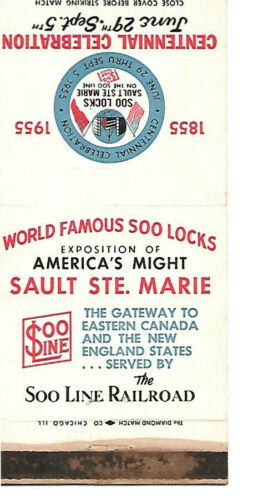 CLOSE COVER BEFORE STRIKING MATCH
June 29TH-Sept. 5TH
CENTENNIAL CELEBRATION
1855 1955
CENTENNIAL CELEBRATION
JUNE 29 THRU SEPT 5, 1955
SOO LOCKS
SAULT STE MARIE
ON THE SOO LINE
SOO LINE
WORLD FAMOUS SOO LOCKS
EXPOSITION OF
AMERICA'S MIGHT
SAULT STE. MARIE
SOO LINE
THE GATEWAY TO
EASTERN CANADA
AND THE NEW
ENGLAND STATES
... SERVED BY
The
SOO LINE RAILROAD
THE DIAMOND MATCH CO CHICAGO ILL